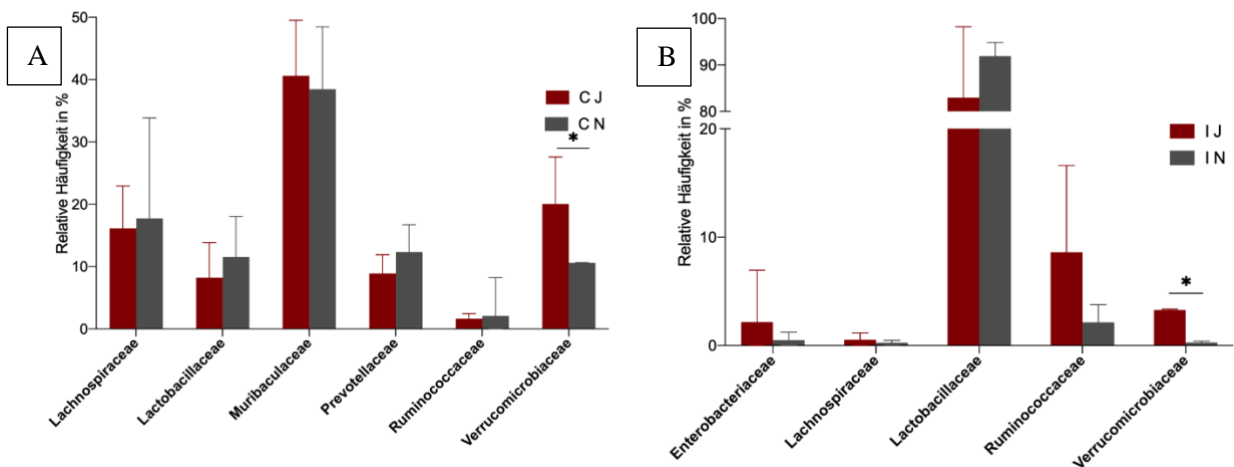 A
Relative Häufigkeit in %
50
40
30
20
10
0
C J
C N
*
Lachnospiraceae
Lactobacillaceae
Muribaculaceae
Prevotellaceae
Ruminococcaceae
Verrucomicrobiaceae
B
Relative Häufigkeit in %
100
90
80
20
10
0
I J
I N
*
Enterobacteriaceae
Lachnospiraceae
Lactobacillaceae
Ruminococcaceae
Verrucomicrobiaceae